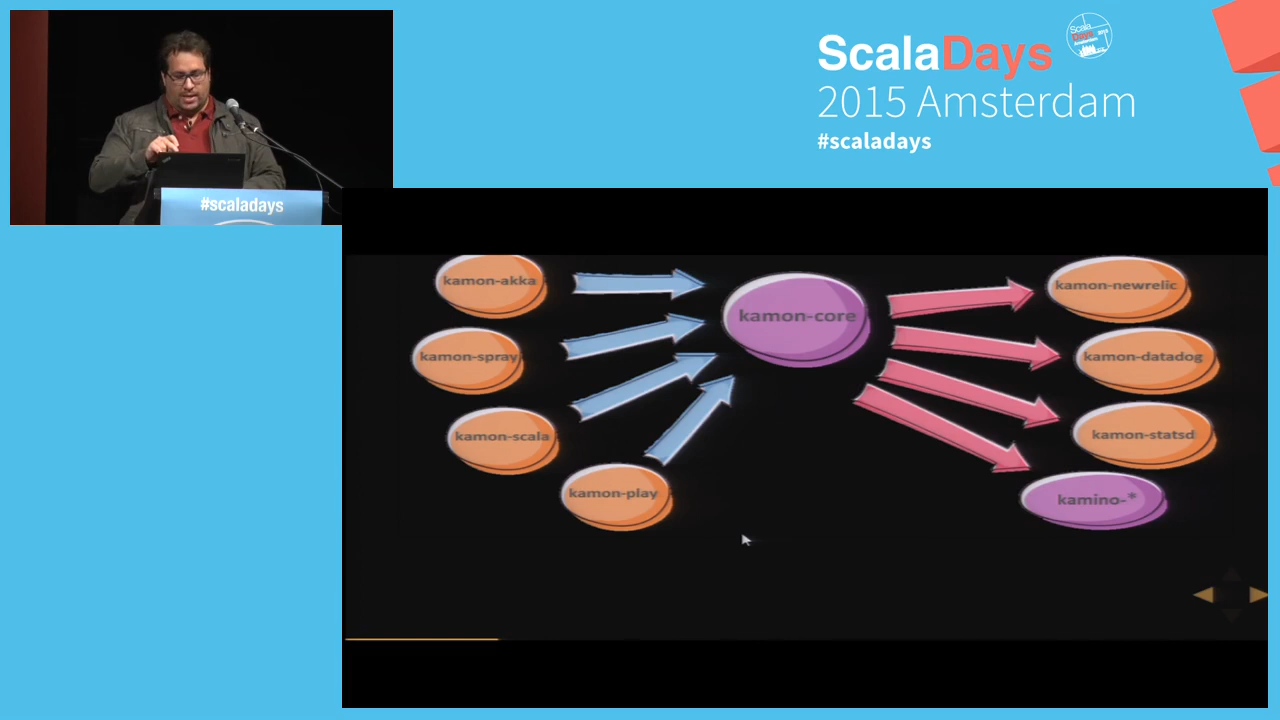 ScalaDays
2015 Amsterdam
#scaladays
#scaladays
kamon-akka
kamon-spray
kamon-scala
kamon-play
kamon-core
kamon-newrelic
kamon-datadog
kamon-statsd
kamino-*